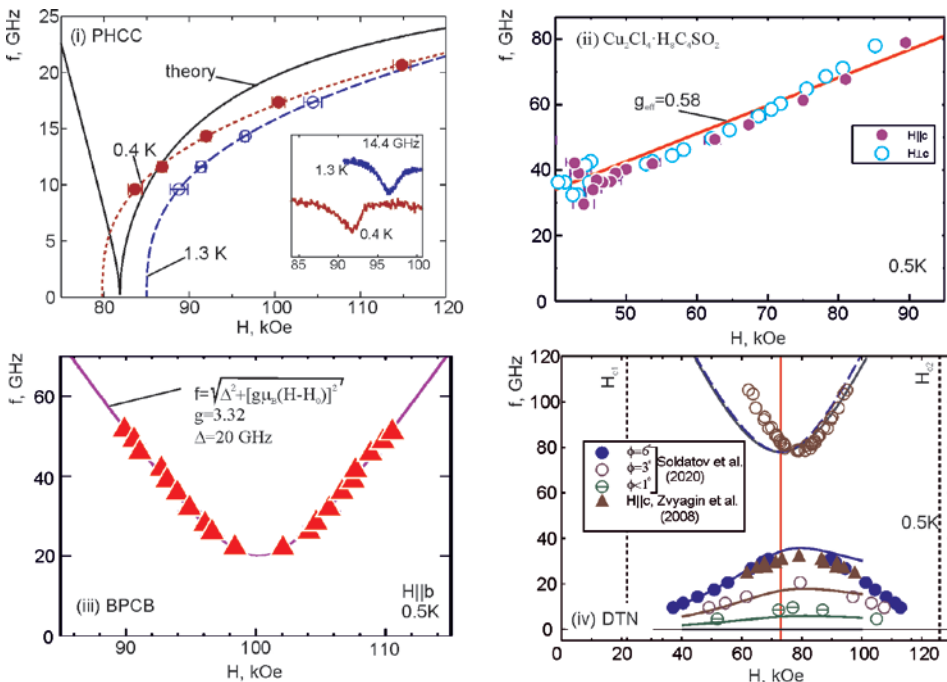 f, GHz
25
20
15
10
5
0
75
80
90
100
110
120
H, kOe
(i) PHCC
theory
0.4 K
1.3 K
14.4 GHz
1.3 K
0.4 K
85
90
95
100
f, GHz
80
60
40
20
0
50
60
70
80
90
H, kOe
(ii) Cu₂Cl₄·H₈C₄SO₂
g_eff=0.58
H||c
H⊥c
0.5K
f, GHz
60
40
20
0
90
100
110
H, kOe
f=√Δ²+[gμ_B(H-H₀)]²
g=3.32
Δ=20 GHz
(iii) BPCB
H||b
0.5K
f, GHz
120
100
80
60
40
20
0
0
20
40
60
80
100
120
H, kOe
H_c1
H_c2
ϕ=6°
ϕ=3°
ϕ<1°
Soldatov et al.
(2020)
H||c, Zvyagin et al.
(2008)
0.5K
(iv) DTN